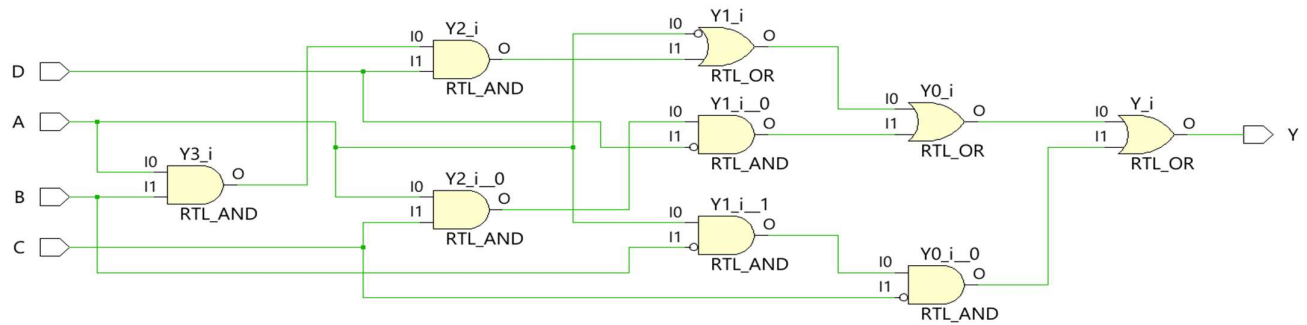 Y2_i
I0
I1
O
RTL_AND
Y1_i
I0
I1
O
RTL_OR
D
A
B
C
Y3_i
I0
I1
O
RTL_AND
Y2_i__0
I0
I1
O
RTL_AND
Y1_i__0
I0
I1
O
RTL_AND
Y1_i__1
I0
I1
O
RTL_AND
Y0_i
I0
I1
O
RTL_OR
Y0_i__0
I0
I1
O
RTL_AND
Y_i
I0
I1
O
RTL_OR
Y